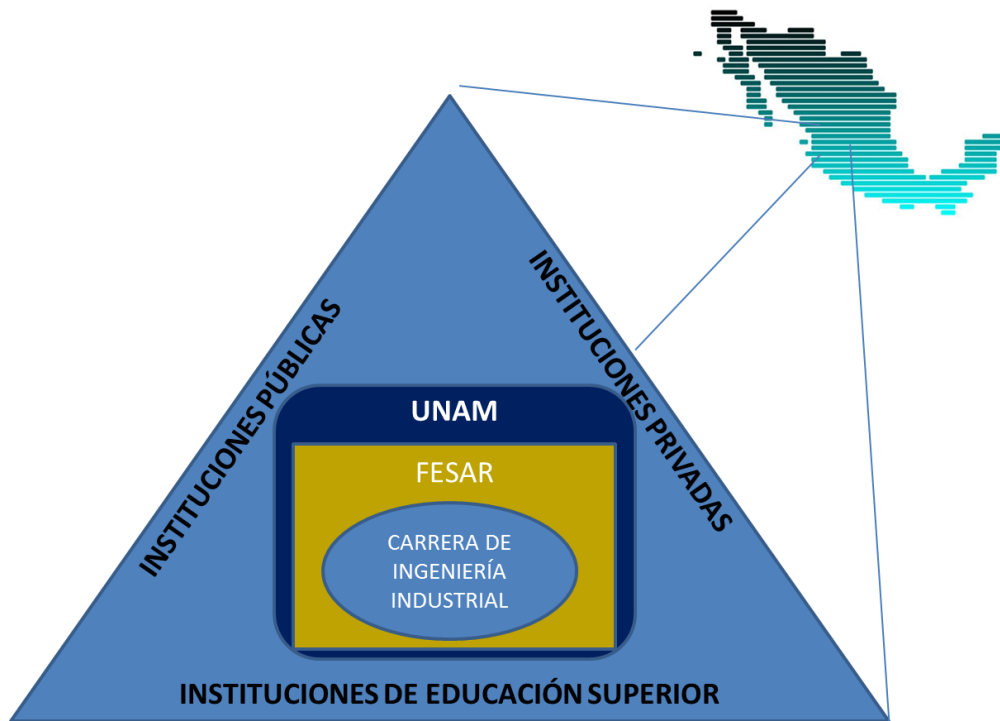 INSTITUCIONES PÚBLICAS
INSTITUCIONES PRIVADAS
UNAM
FESAR
CARRERA DE
INGENIERÍA
INDUSTRIAL
INSTITUCIONES DE EDUCACIÓN SUPERIOR